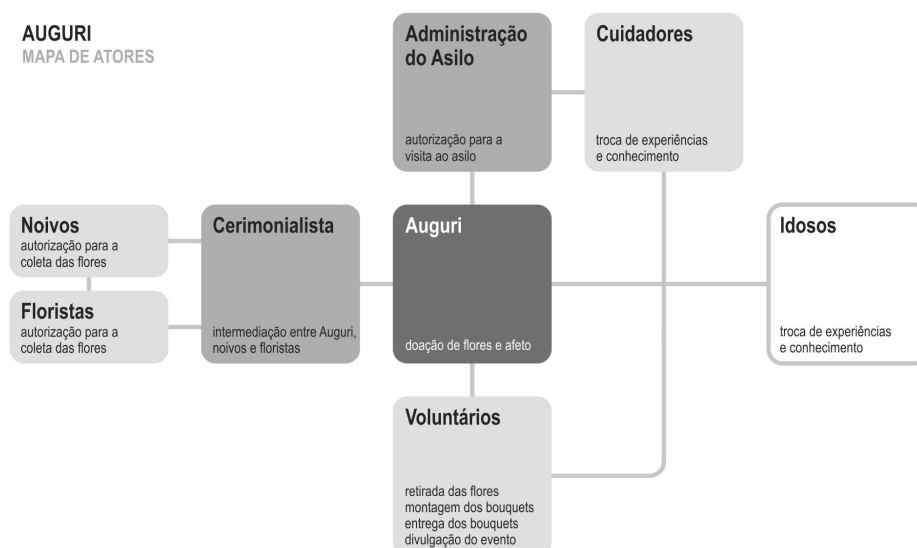 AUGURI
MAPA DE ATORES
Administração
do Asilo
autorização para a
visita ao asilo
Cuidadores
troca de experiências
e conhecimento
Noivos
autorização para a
coleta das flores
Floristas
autorização para a
coleta das flores
Cerimonialista
intermediação entre Auguri,
noivos e floristas
Auguri
doação de flores e afeto
Idosos
troca de experiências
e conhecimento
Voluntários
retirada das flores
montagem dos bouquets
entrega dos bouquets
divulgação do evento